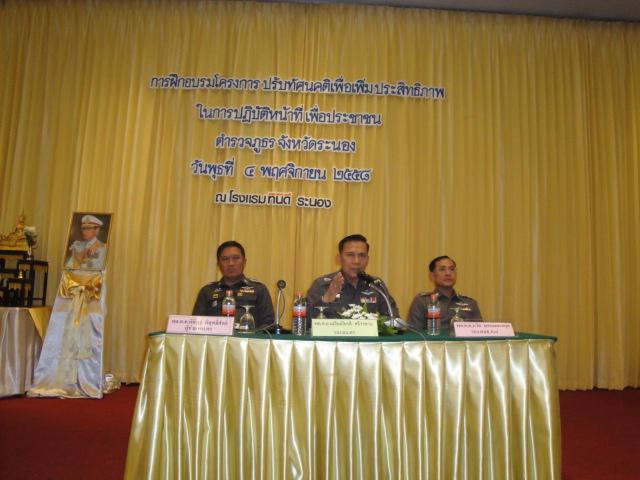 การฝึกอบรมโครงการ ปรับทัศนคติเพื่อเพิ่มประสิทธิภาพ
ในการปฏิบัติหน้าที่ เพื่อประชาชน
ตำรวจภูธร จังหวัดระนอง
วันพุธที่ ๔ พฤศจิกายน ๒๕๕๘
ณ โรงแรมทินิดี ระนอง